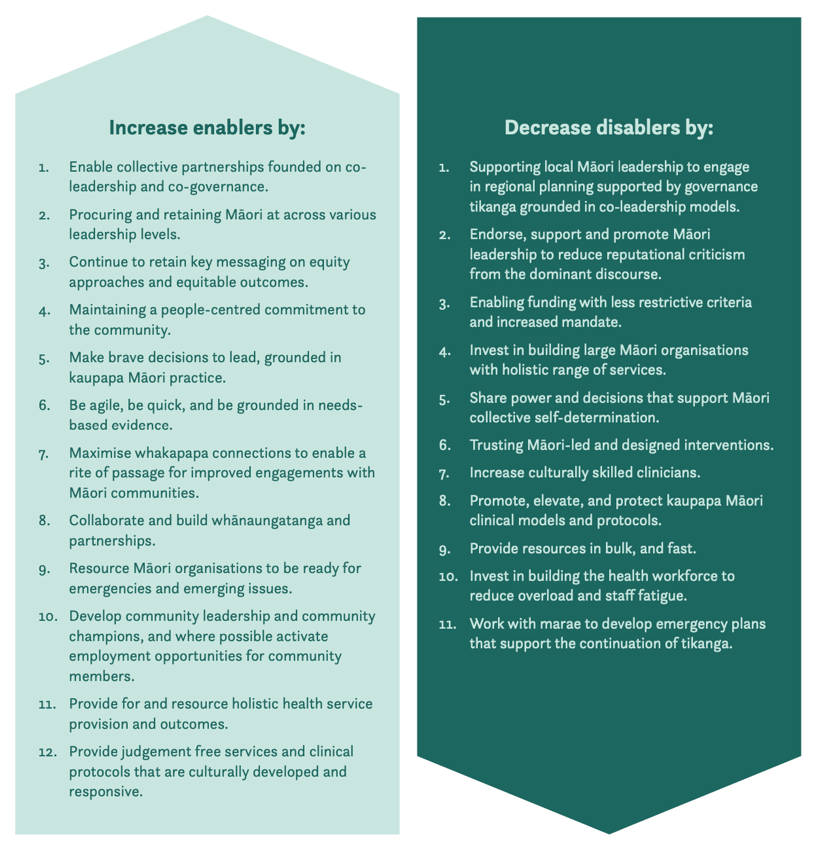 Increase enablers by:
1. Enable collective partnerships founded on co-
leadership and co-governance.
2. Procuring and retaining Māori at across various
leadership levels.
3. Continue to retain key messaging on equity
approaches and equitable outcomes.
4. Maintaining a people-centred commitment to
the community.
5. Make brave decisions to lead, grounded in
kaupapa Māori practice.
6. Be agile, be quick, and be grounded in needs-
based evidence.
7. Maximise whakapapa connections to enable a
rite of passage for improved engagements with
Māori communities.
8. Collaborate and build whānaungatanga and
partnerships.
9. Resource Māori organisations to be ready for
emergencies and emerging issues.
10. Develop community leadership and community
champions, and where possible activate
employment opportunities for community
members.
11. Provide for and resource holistic health service
provision and outcomes.
12. Provide judgement free services and clinical
protocols that are culturally developed and
responsive.
Decrease disablers by:
1. Supporting local Māori leadership to engage
in regional planning supported by governance
tikanga grounded in co-leadership models.
2. Endorse, support and promote Māori
leadership to reduce reputational criticism
from the dominant discourse.
3. Enabling funding with less restrictive criteria
and increased mandate.
4. Invest in building large Māori organisations
with holistic range of services.
5. Share power and decisions that support Māori
collective self-determination.
6. Trusting Māori-led and designed interventions.
7. Increase culturally skilled clinicians.
8. Promote, elevate, and protect kaupapa Māori
clinical models and protocols.
9. Provide resources in bulk, and fast.
10. Invest in building the health workforce to
reduce overload and staff fatigue.
11. Work with marae to develop emergency plans
that support the continuation of tikanga.